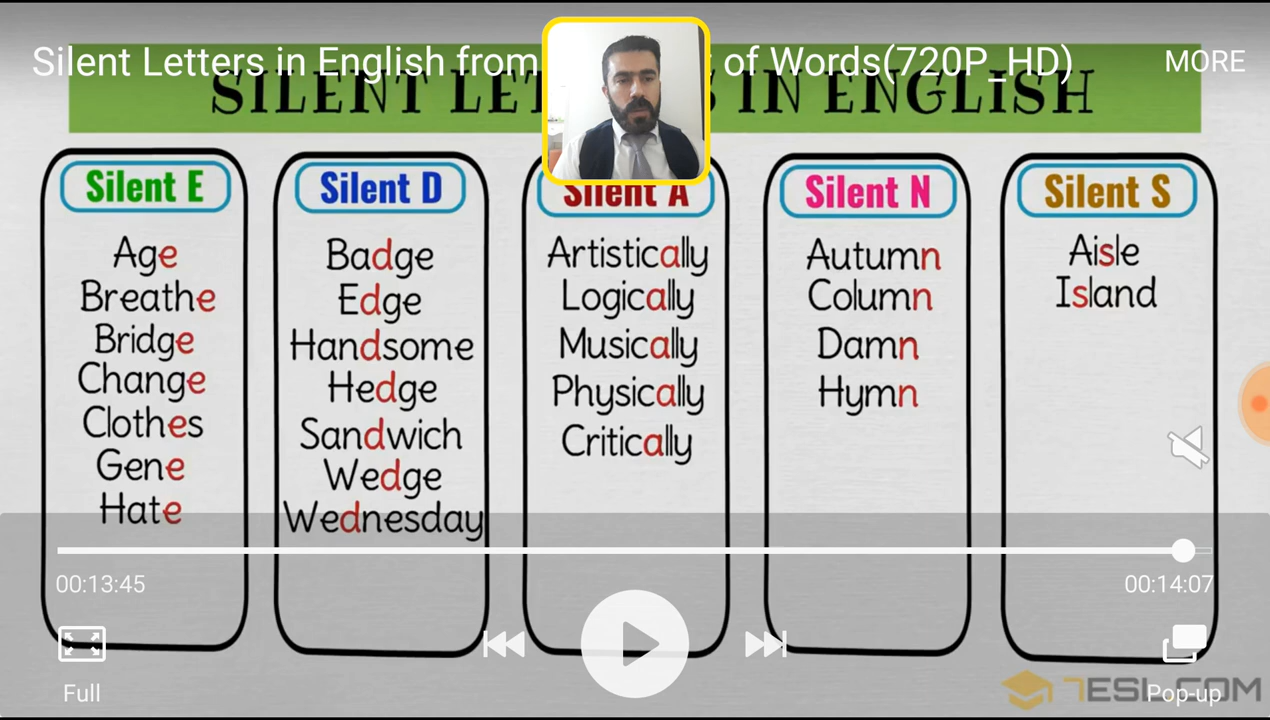 Silent Letters in English from of Words(720P_HD)
MORE
SILENT IN ENGLISH
Silent E
Age
Breathe
Bridge
Change
Clothes
Gene
Hate
Silent D
Badge
Edge
Handsome
Hedge
Sandwich
Wedge
Wednesday
Silent A
Artistically
Logically
Musically
Physically
Critically
Silent N
Autumn
Column
Damn
Hymn
Silent S
Aisle
Island
00:13:45
00:14:07
Full
Pop-up
7ESL.COM